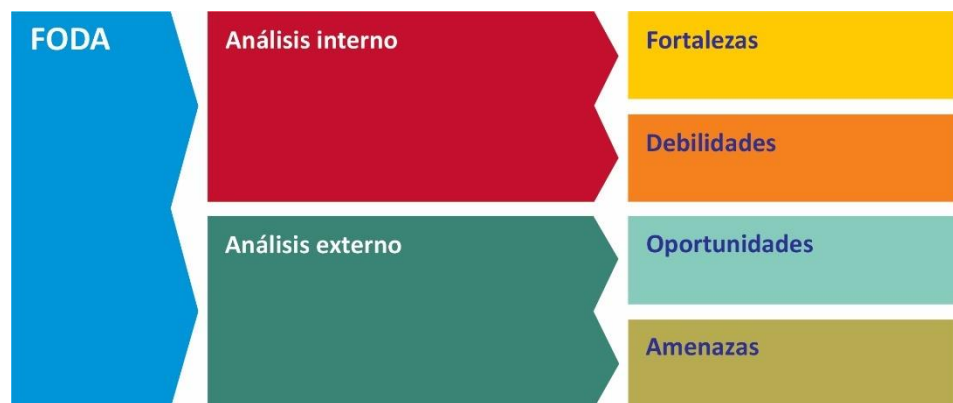 FODA
Análisis interno
Fortalezas
Debilidades
Análisis externo
Oportunidades
Amenazas